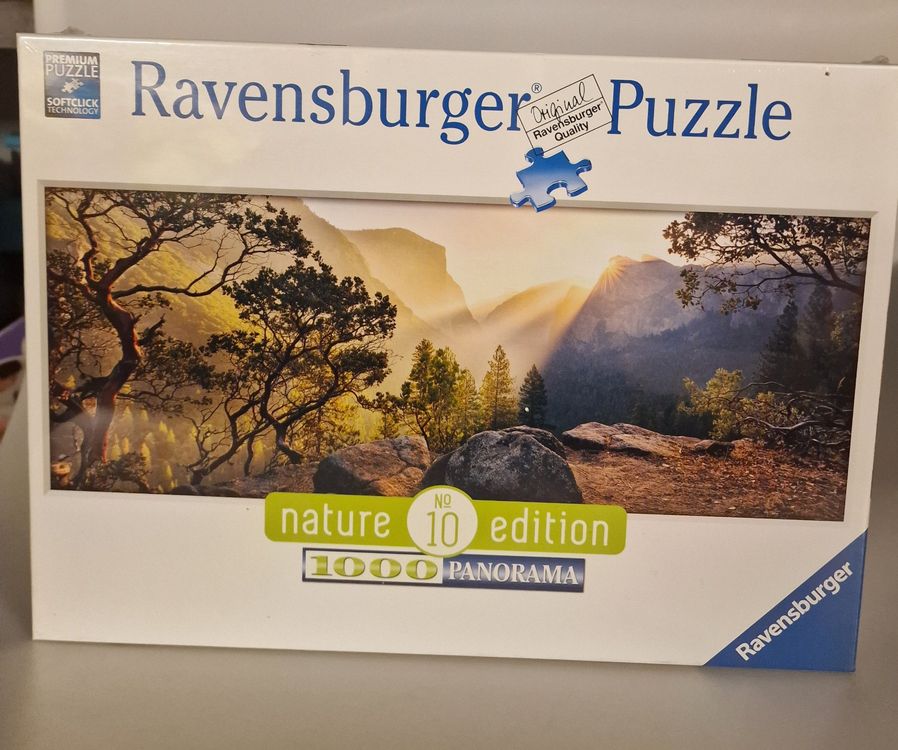 PREMIUM
PUZZLE
SOFTCLICK
TECHNOLOGY
Ravensburger® Puzzle
Original
Ravensburger®
Quality
nature Nº 10 edition
1000 PANORAMA
Ravensburger